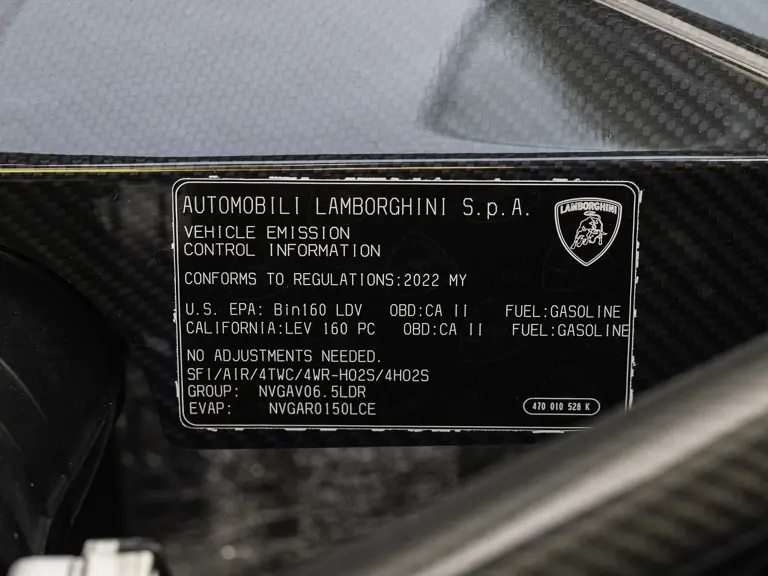 AUTOMOBILI LAMBORGHINI S.p.A.
LAMBORGHINI
VEHICLE EMISSION
CONTROL INFORMATION
CONFORMS TO REGULATIONS:2022 MY
U.S. EPA: Bin160 LDV OBD:CA II FUEL:GASOLINE
CALIFORNIA:LEV 160 PC OBD:CA II FUEL:GASOLINE
NO ADJUSTMENTS NEEDED.
SFI/AIR/4TWC/4WR-HO2S/4HO2S
GROUP: NVGAV06.5LDR
EVAP: NVGAR0150LCE
470 010 528 K